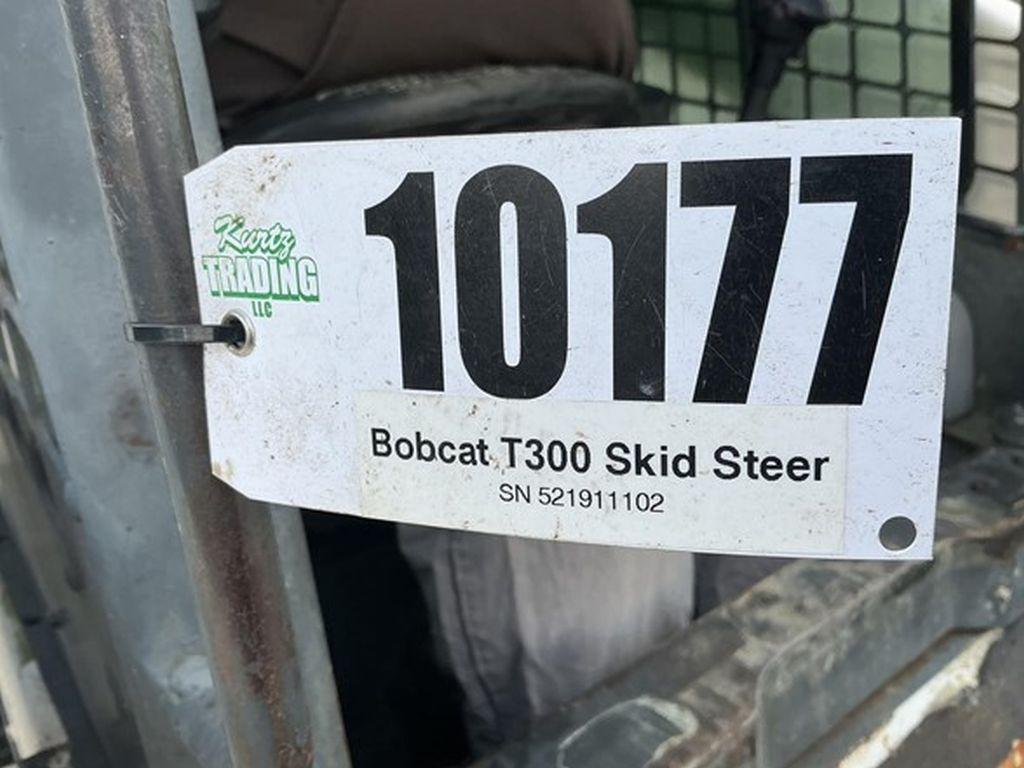 10177
Kurtz
TRADING
LLC
Bobcat T300 Skid Steer
SN 521911102